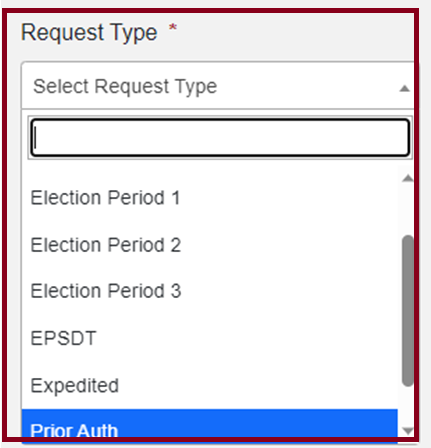 Request Type *
Select Request Type
Election Period 1
Election Period 2
Election Period 3
EPSDT
Expedited
Prior Auth